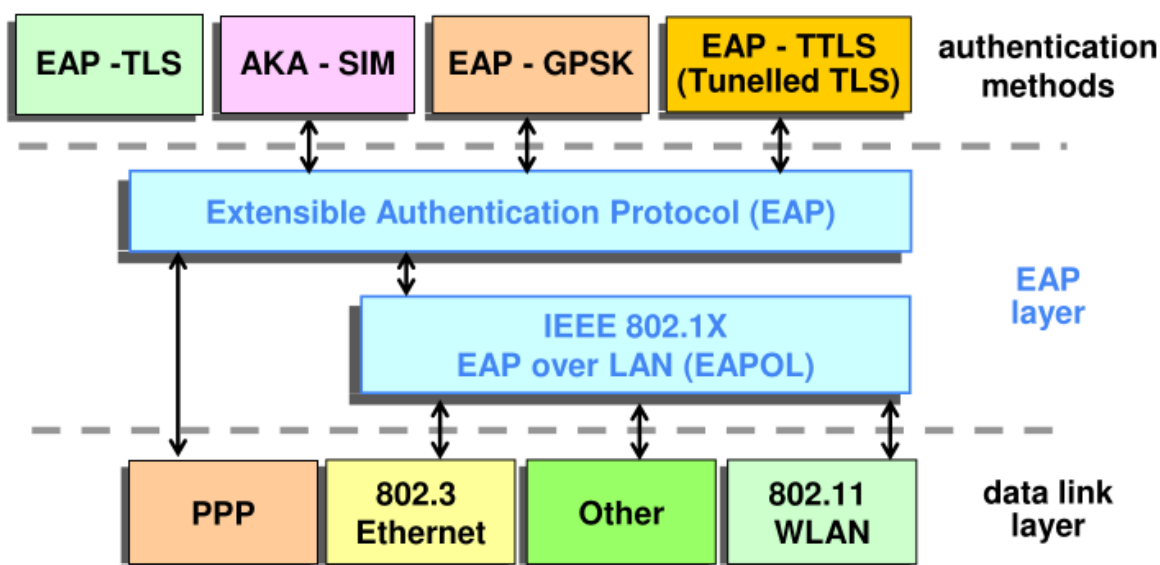 EAP -TLS
AKA - SIM
EAP - GPSK
EAP - TTLS
(Tunelled TLS)
authentication
methods
Extensible Authentication Protocol (EAP)
EAP
layer
IEEE 802.1X
EAP over LAN (EAPOL)
PPP
802.3
Ethernet
Other
802.11
WLAN
data link
layer